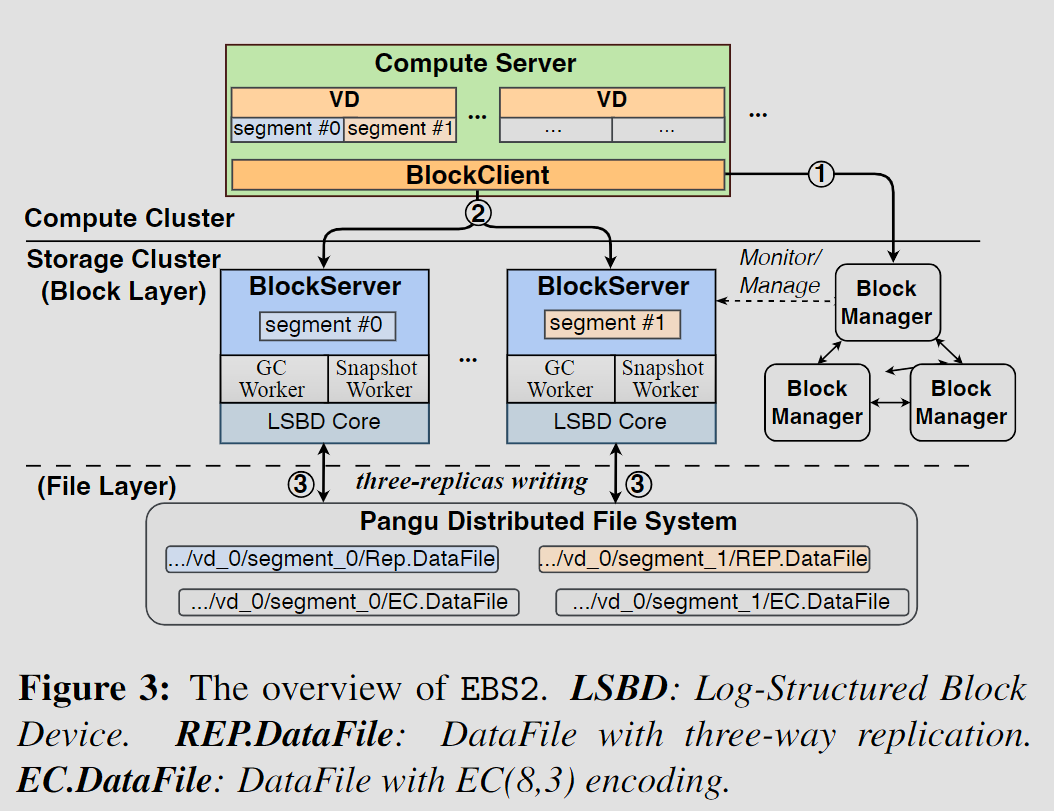 Compute Server
VD
VD
segment #0 segment #1
...
... ...
...
BlockClient
1
2
Compute Cluster
Storage Cluster
(Block Layer)
BlockServer
segment #0
GC Worker
Snapshot Worker
LSBD Core
...
BlockServer
segment #1
GC Worker
Snapshot Worker
LSBD Core
Monitor/
Manage
Block
Manager
Block
Manager
Block
Manager
(File Layer)
3
three-replicas writing
3
Pangu Distributed File System
.../vd_0/segment_0/Rep.DataFile
.../vd_0/segment_1/REP.DataFile
.../vd_0/segment_0/EC.DataFile
.../vd_0/segment_1/EC.DataFile
Figure 3: The overview of EBS2. LSBD: Log-Structured Block
Device. REP.DataFile: DataFile with three-way replication.
EC.DataFile: DataFile with EC(8,3) encoding.